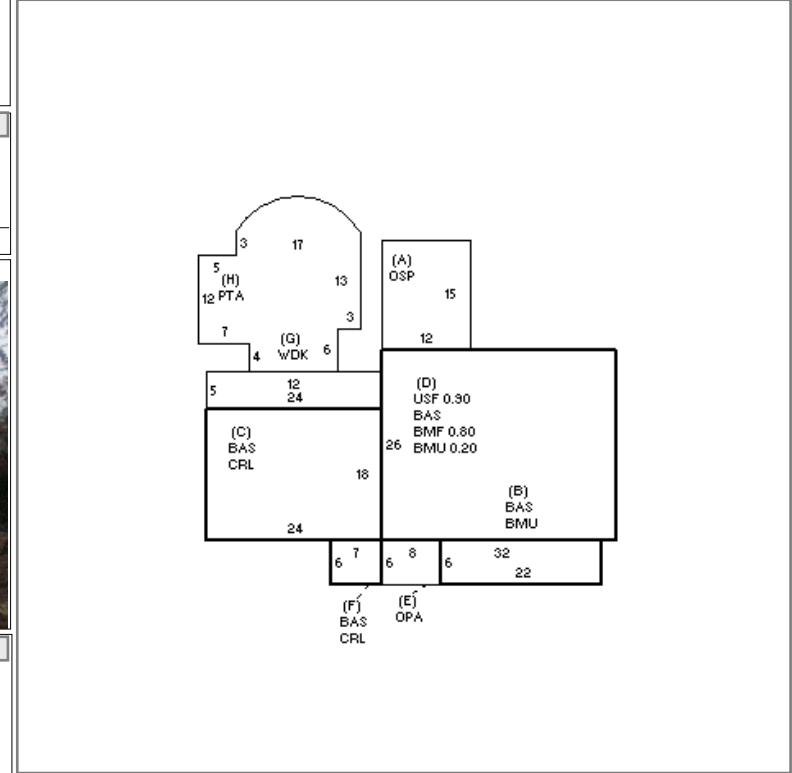 3
17
(A)
OSP
5
(H)
12 PTA
13
15
3
7
(G)
WDK
6
12
4
12
5
24
(D)
USF 0.90
BAS
BMF 0.80
BMU 0.20
26
(C)
BAS
CRL
18
(B)
BAS
BMU
24
7
8
32
6
6
6
22
(F)
BAS
CRL
(E)
OPA